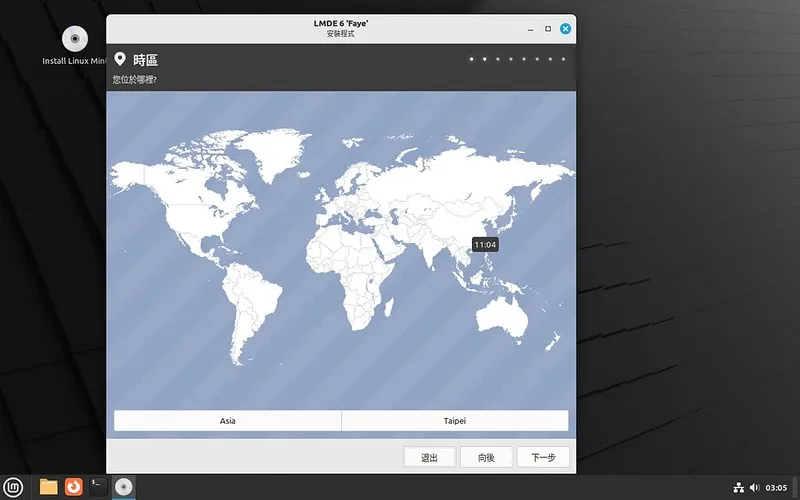 LMDE 6 'Faye'
安裝程式
Install Linux Mint
時區
您位於哪裡?
11:04
Asia
Taipei
退出
向後
下一步
03:05